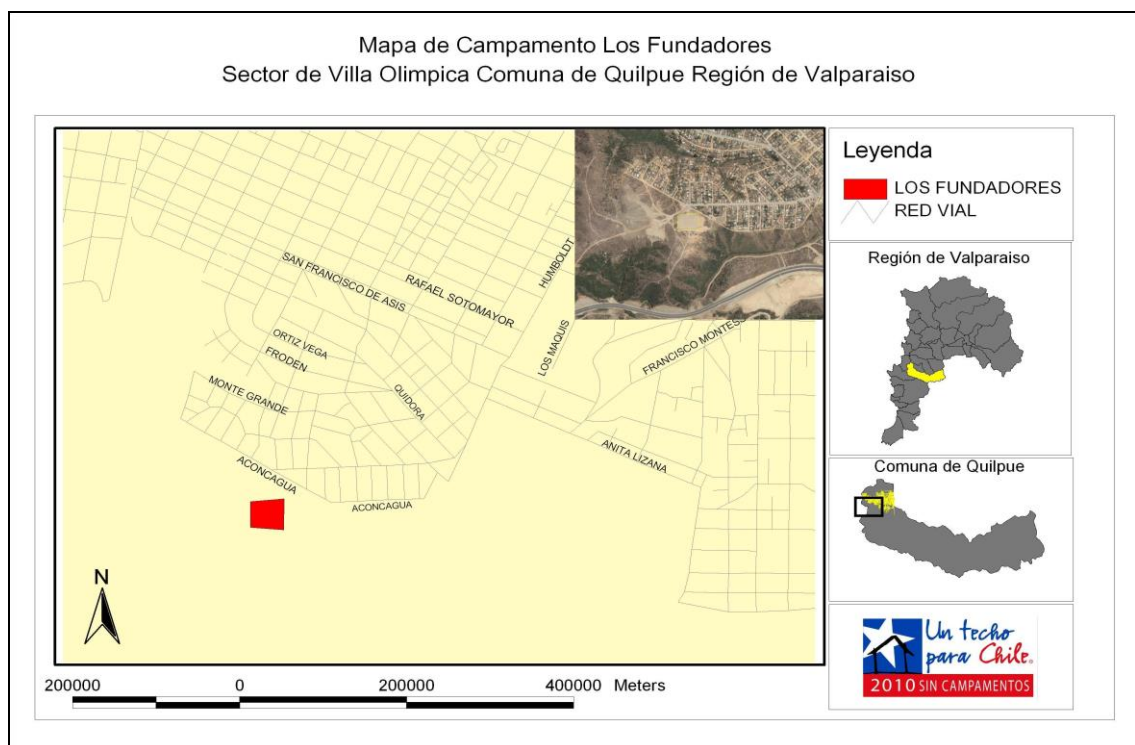 Mapa de Campamento Los Fundadores
Sector de Villa Olimpica Comuna de Quilpue Región de Valparaiso
SAN FRANCISCO DE ASIS
RAFAEL SOTOMAYOR
HUMBOLDT
ORTIZ VEGA
FRODEN
QUIDORA
LOS MAQUIS
FRANCISCO MONTESS
MONTE GRANDE
ANITA LIZANA
ACONCAGUA
ACONCAGUA
N
200000 0 200000 400000 Meters
Leyenda
LOS FUNDADORES
RED VIAL
Región de Valparaiso
Comuna de Quilpue
Un techo
para Chile.
2010 SIN CAMPAMENTOS